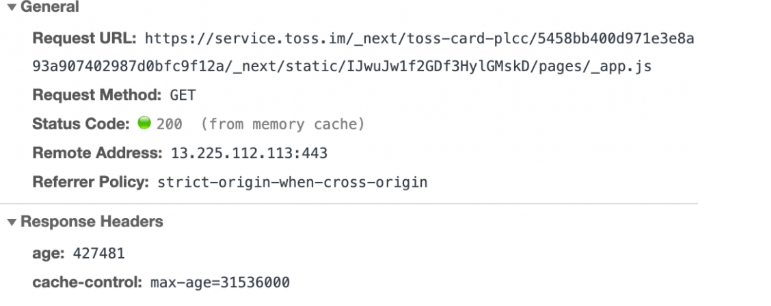 General
Request URL: https://service.toss.im/_next/toss-card-plcc/5458bb400d971e3e8a
93a907402987d0bfc9f12a/_next/static/IJwuJw1f2GDf3HylGMskD/pages/_app.js
Request Method: GET
Status Code: 200 (from memory cache)
Remote Address: 13.225.112.113:443
Referrer Policy: strict-origin-when-cross-origin
Response Headers
age: 427481
cache-control: max-age=31536000